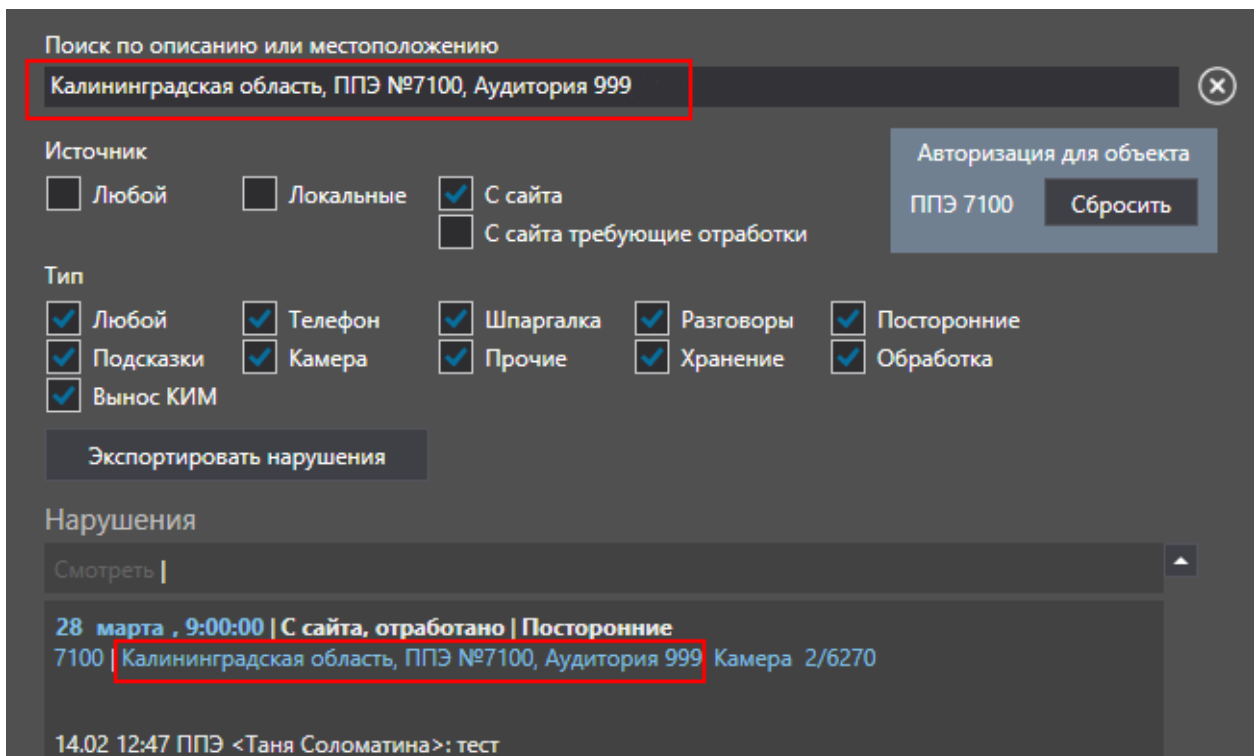 Поиск по описанию или местоположению
Калининградская область, ППЭ №7100, Аудитория 999
Источник
Авторизация для объекта
Любой Локальные С сайта
ППЭ 7100 Сбросить
С сайта требующие отработки
Тип
Любой Телефон Шпаргалка Разговоры Посторонние
Подсказки Камера Прочие Хранение Обработка
Вынос КИМ
Экспортировать нарушения
Нарушения
Смотреть |
28 марта , 9:00:00 | С сайта, отработано | Посторонние
7100 | Калининградская область, ППЭ №7100, Аудитория 999 Камера 2/6270
14.02 12:47 ППЭ <Таня Соломатина>: тест